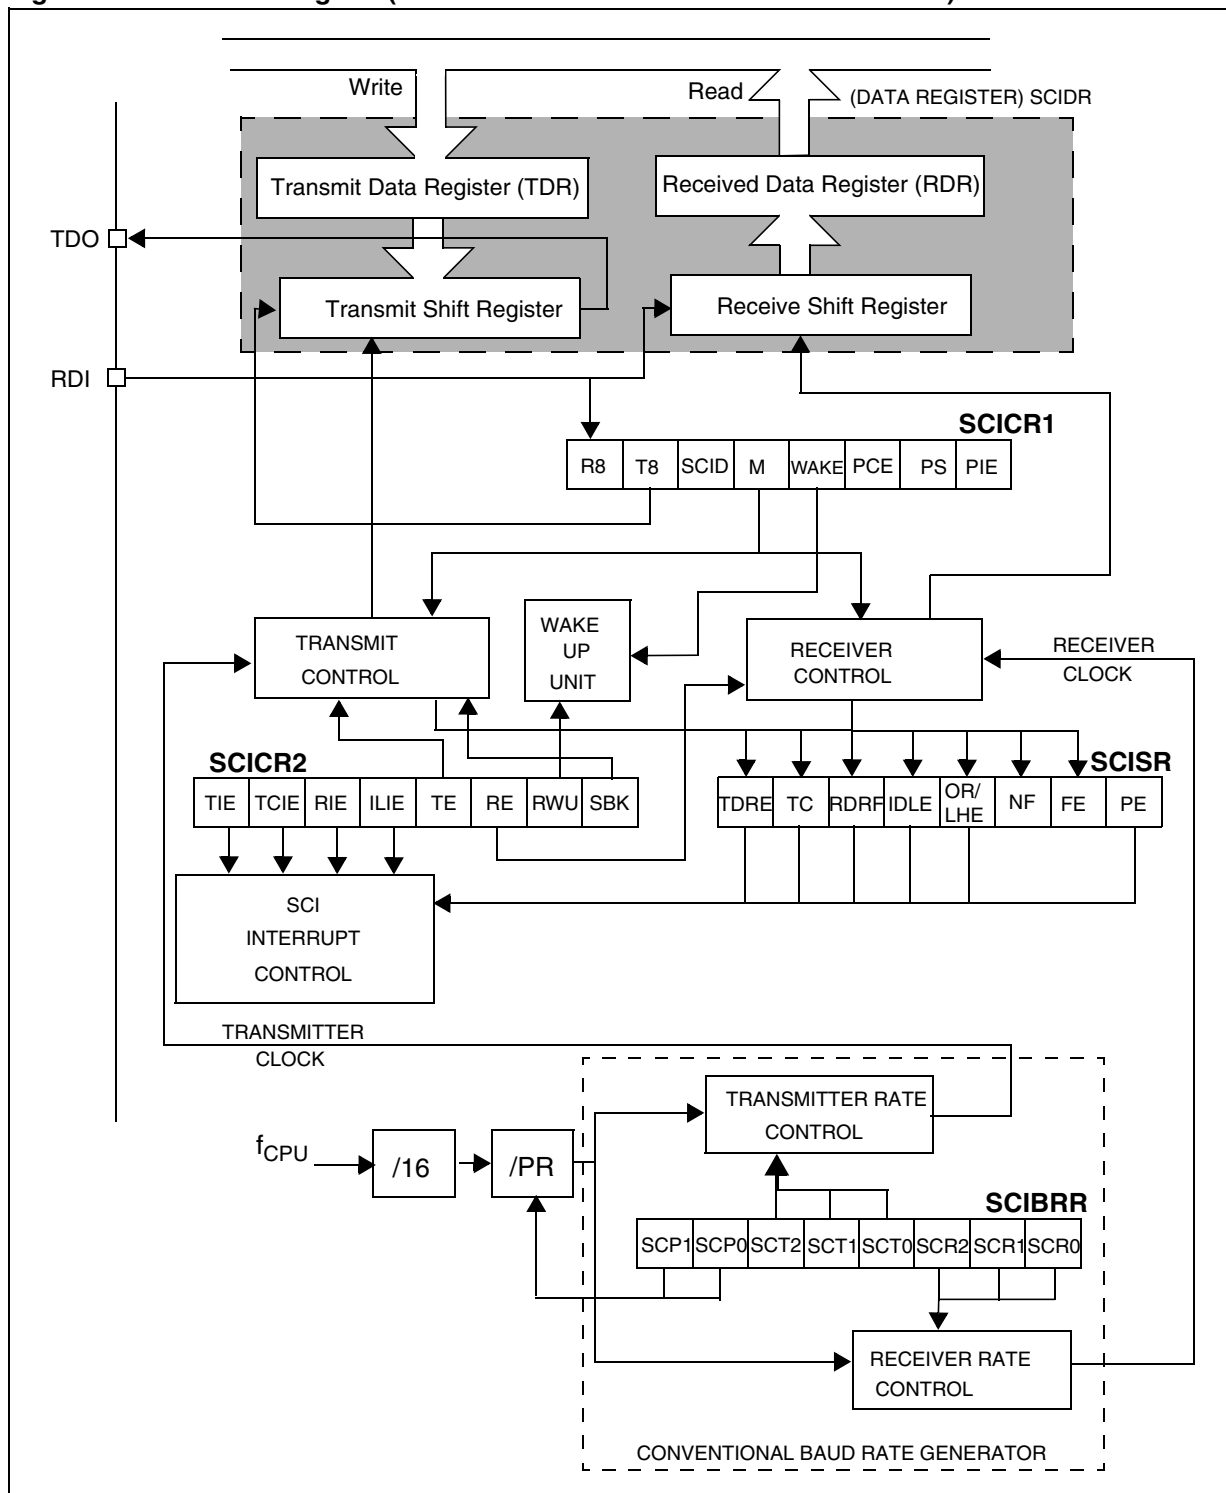 Write
Read
(DATA REGISTER) SCIDR
Transmit Data Register (TDR)
Received Data Register (RDR)
TDO
Transmit Shift Register
Receive Shift Register
RDI
SCICR1
R8 T8 SCID M WAKE PCE PS PIE
TRANSMIT
CONTROL
WAKE
UP
UNIT
RECEIVER
CONTROL
RECEIVER
CLOCK
SCICR2
TIE TCIE RIE ILIE TE RE RWU SBK
SCISR
TDRE TC RDRF IDLE OR/
LHE NF FE PE
SCI
INTERRUPT
CONTROL
TRANSMITTER
CLOCK
TRANSMITTER RATE
CONTROL
fCPU
/16
/PR
SCIBRR
SCP1 SCP0 SCT2 SCT1 SCT0 SCR2 SCR1 SCR0
RECEIVER RATE
CONTROL
CONVENTIONAL BAUD RATE GENERATOR